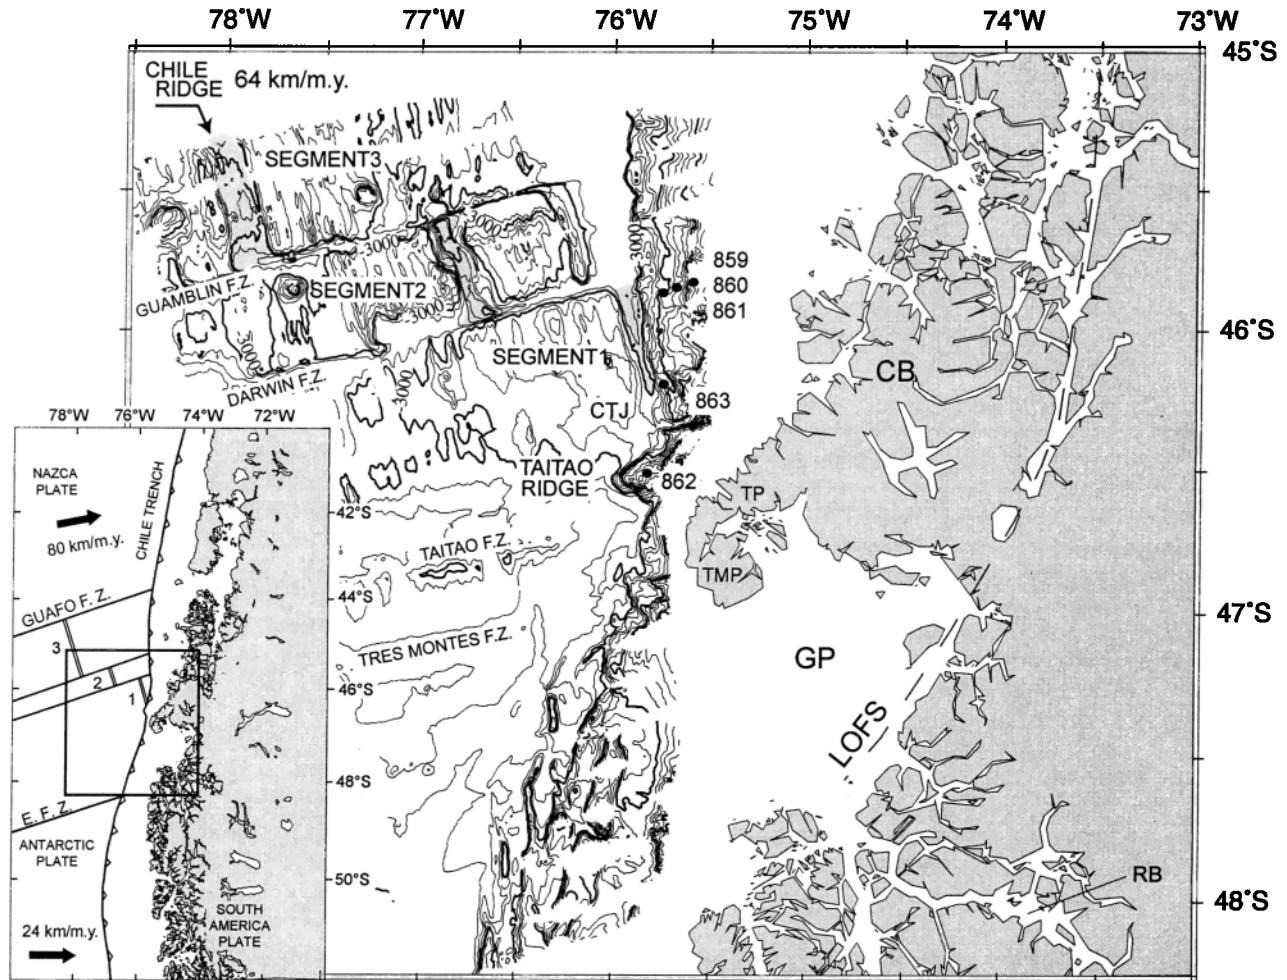 78°W 77°W 76°W 75°W 74°W 73°W
45°S
CHILE
RIDGE
64 km/m.y.
SEGMENT3
3000
3000
859
860
861
GUAMBLIN F.Z.
SEGMENT2
3000
3000
46°S
SEGMENT1
DARWIN F.Z.
3000
CB
CTJ
863
TAITAO
RIDGE
862
TP
TAITAO F.Z.
TMP
47°S
TRES MONTES F.Z.
GP
LOFS
RB
48°S
78°W 76°W 74°W 72°W
NAZCA
PLATE
CHILE TRENCH
80 km/m.y.
42°S
GUAFO F. Z.
44°S
3
2
1
46°S
48°S
E. F. Z.
ANTARCTIC
PLATE
50°S
SOUTH
AMERICA
PLATE
24 km/m.y.